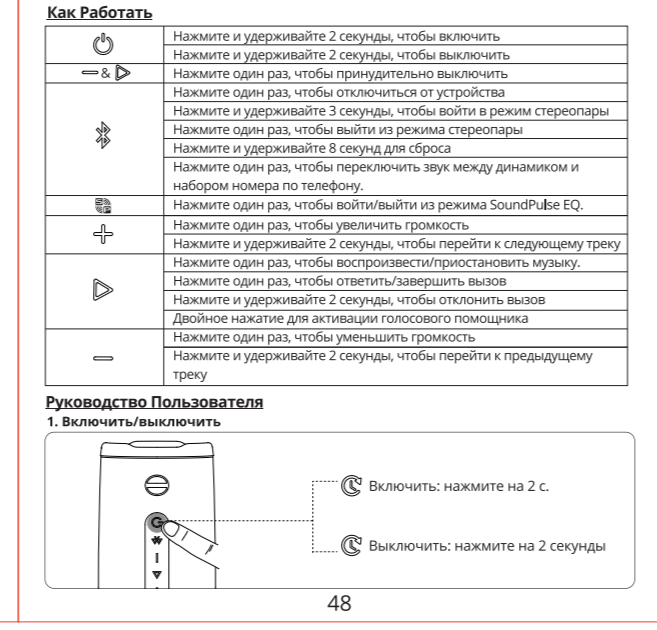 Как Работать
Нажмите и удерживайте 2 секунды, чтобы включить
Нажмите и удерживайте 2 секунды, чтобы выключить
&
Нажмите один раз, чтобы принудительно выключить
Нажмите один раз, чтобы отключиться от устройства
Нажмите и удерживайте 3 секунды, чтобы войти в режим стереопары
Нажмите один раз, чтобы выйти из режима стереопары
Нажмите и удерживайте 8 секунд для сброса
Нажмите один раз, чтобы переключить звук между динамиком и
набором номера по телефону.
Нажмите один раз, чтобы войти/выйти из режима SoundPulse EQ.
Нажмите один раз, чтобы увеличить громкость
Нажмите и удерживайте 2 секунды, чтобы перейти к следующему треку
Нажмите один раз, чтобы воспроизвести/приостановить музыку.
Нажмите один раз, чтобы ответить/завершить вызов
Нажмите и удерживайте 2 секунды, чтобы отклонить вызов
Двойное нажатие для активации голосового помощника
Нажмите один раз, чтобы уменьшить громкость
Нажмите и удерживайте 2 секунды, чтобы перейти к предыдущему
треку
Руководство Пользователя
1. Включить/выключить
Включить: нажмите на 2 с.
Выключить: нажмите на 2 секунды
48